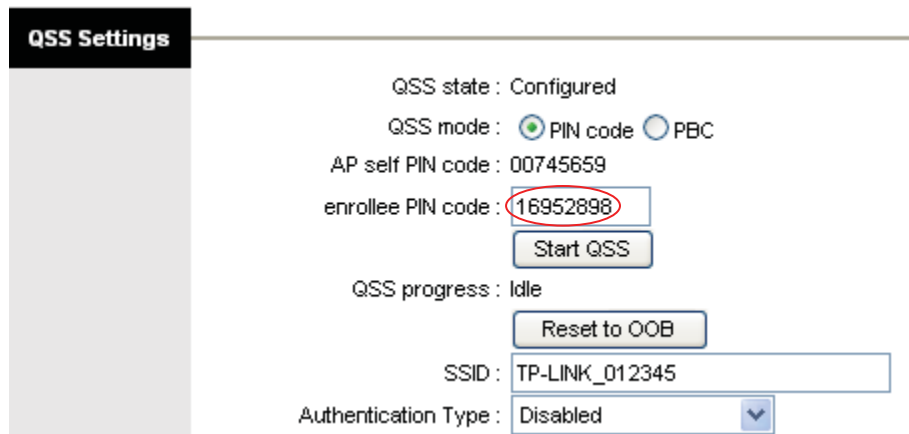 QSS Settings
QSS state : Configured
QSS mode : PIN code PBC
AP self PIN code : 00745659
enrollee PIN code : 16952898
Start QSS
QSS progress : Idle
Reset to OOB
SSID : TP-LINK_012345
Authentication Type : Disabled